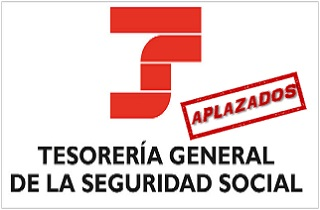 APLAZADOS
TESORERÍA GENERAL
DE LA SEGURIDAD SOCIAL